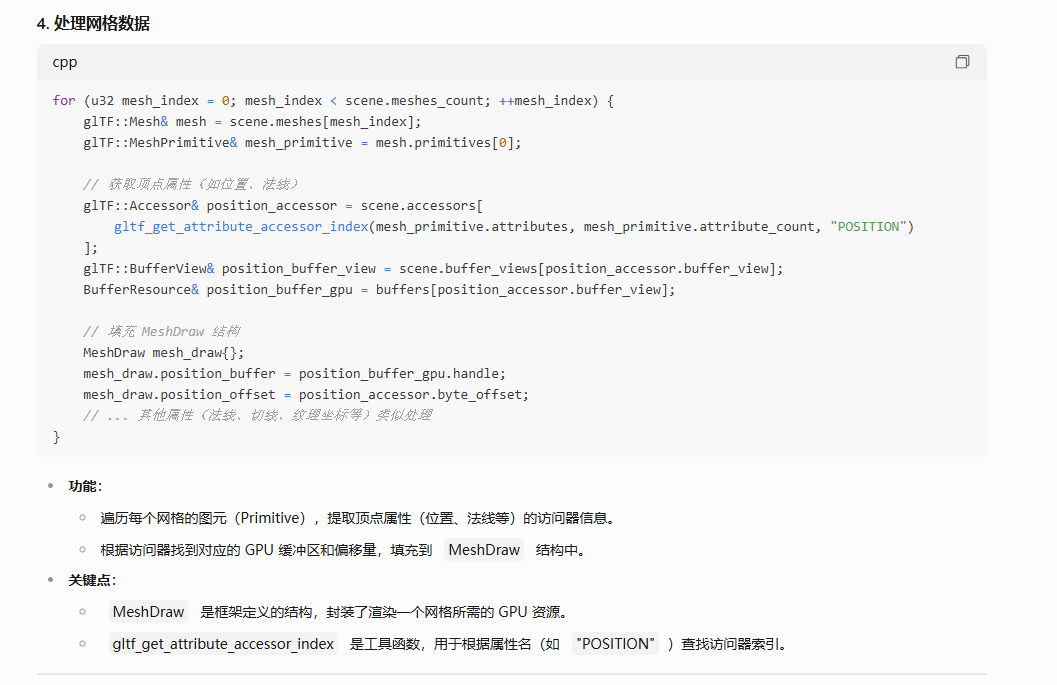 4. 处理网格数据
cpp
for (u32 mesh_index = 0; mesh_index < scene.meshes_count; ++mesh_index) {
    glTF::Mesh& mesh = scene.meshes[mesh_index];
    glTF::MeshPrimitive& mesh_primitive = mesh.primitives[0];

    // 获取顶点属性（如位置、法线）
    glTF::Accessor& position_accessor = scene.accessors[
        gltf_get_attribute_accessor_index(mesh_primitive.attributes, mesh_primitive.attribute_count, "POSITION")
    ];
    glTF::BufferView& position_buffer_view = scene.buffer_views[position_accessor.buffer_view];
    BufferResource& position_buffer_gpu = buffers[position_accessor.buffer_view];

    // 填充 MeshDraw 结构
    MeshDraw mesh_draw{};
    mesh_draw.position_buffer = position_buffer_gpu.handle;
    mesh_draw.position_offset = position_accessor.byte_offset;
    // ... 其他属性（法线、切线、纹理坐标等）类似处理
}
• 功能：
○ 遍历每个网格的图元（Primitive），提取顶点属性（位置、法线等）的访问器信息。
○ 根据访问器找到对应的 GPU 缓冲区和偏移量，填充到 MeshDraw 结构中。
• 关键点：
○ MeshDraw 是框架定义的结构，封装了渲染一个网格所需的 GPU 资源。
○ gltf_get_attribute_accessor_index 是工具函数，用于根据属性名（如 "POSITION" ）查找访问器索引。